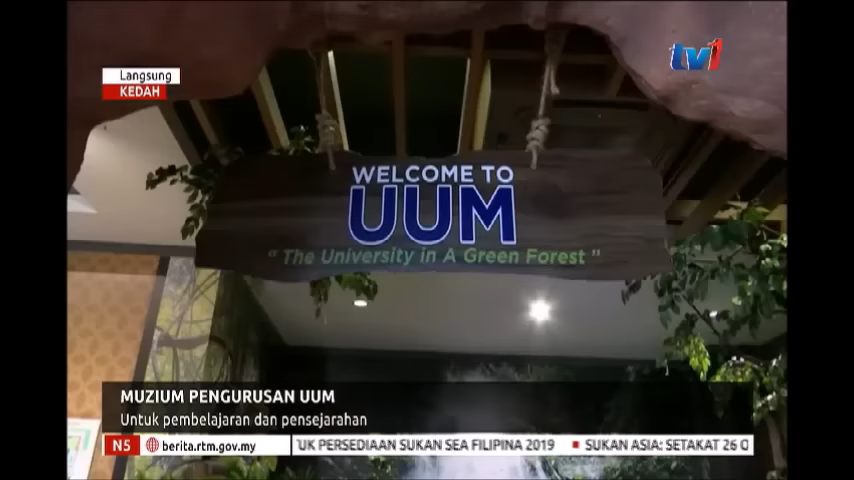 Langsung
KEDAH
tv1
WELCOME TO
UUM
" The University in A Green Forest "
MUZIUM PENGURUSAN UUM
Untuk pembelajaran dan pensejarahan
N5 berita.rtm.gov.my UK PERSEDIAAN SUKAN SEA FILIPINA 2019 ■ SUKAN ASIA: SETAKAT 26 O